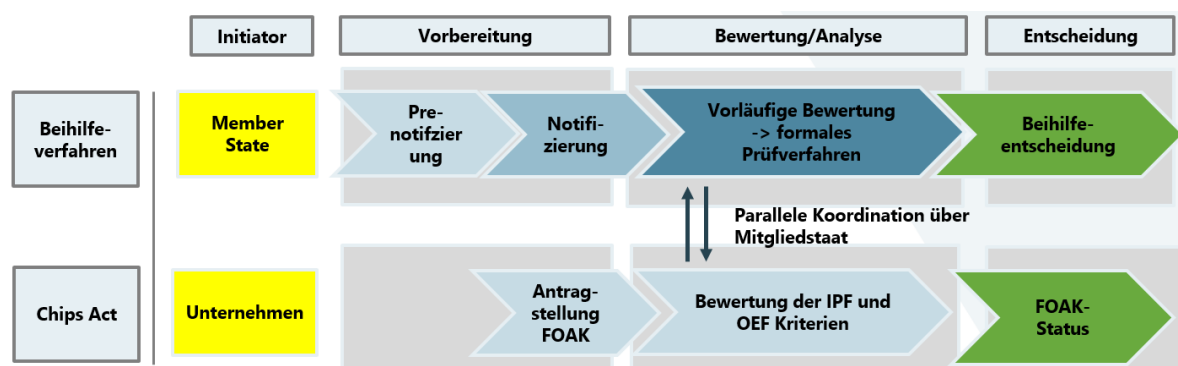 Initiator
Vorbereitung
Bewertung/Analyse
Entscheidung
Beihilfe-
verfahren
Member
State
Pre-
notifzier
ung
Notifi-
zierung
Vorläufige Bewertung
-> formales
Prüfverfahren
Beihilfe-
entscheidung
Parallele Koordination über
Mitgliedstaat
Chips Act
Unternehmen
Antrag-
stellung
FOAK
Bewertung der IPF und
OEF Kriterien
FOAK-
Status